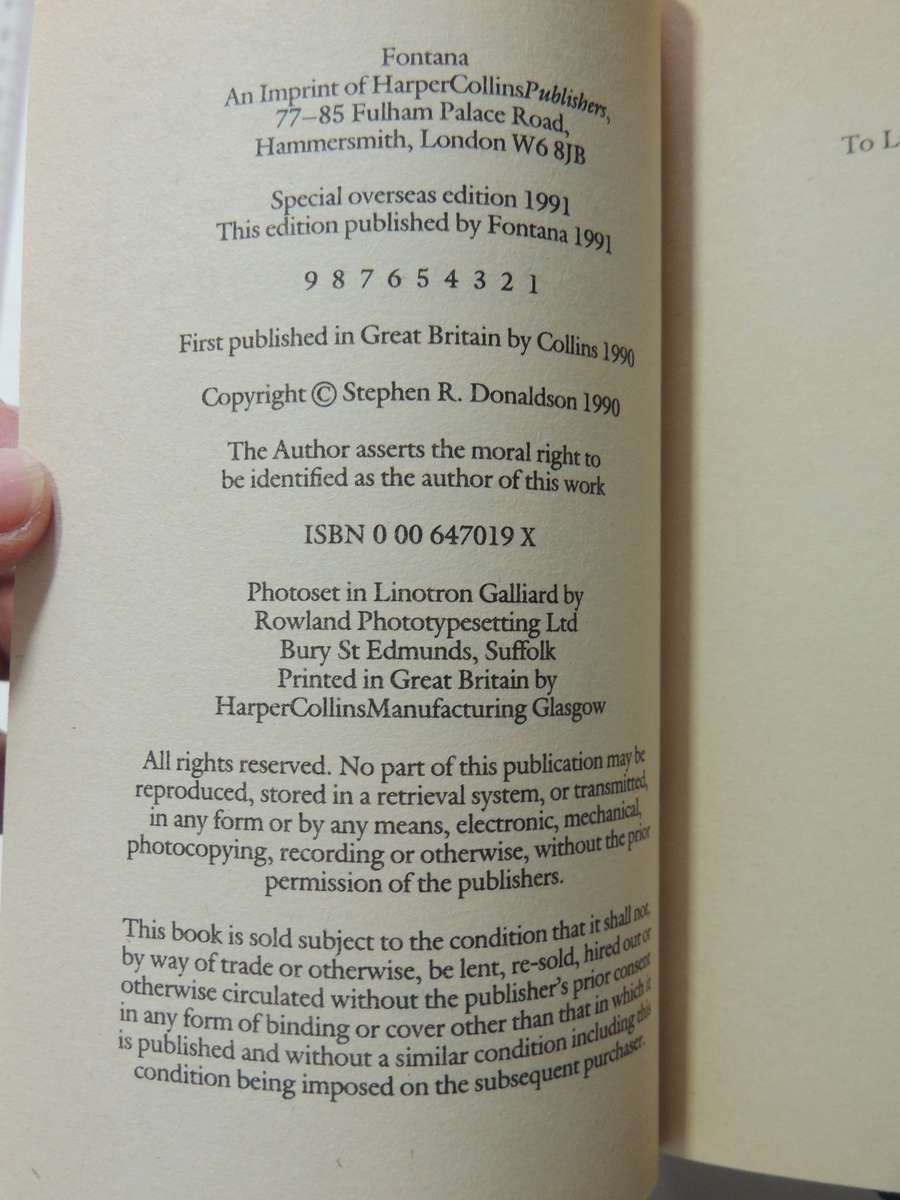 Fontana
An Imprint of HarperCollinsPublishers,
77–85 Fulham Palace Road,
Hammersmith, London W6 8JB
Special overseas edition 1991
This edition published by Fontana 1991
9 8 7 6 5 4 3 2 1
First published in Great Britain by Collins 1990
Copyright © Stephen R. Donaldson 1990
The Author asserts the moral right to
be identified as the author of this work
ISBN 0 00 647019 X
Photoset in Linotron Galliard by
Rowland Phototypesetting Ltd
Bury St Edmunds, Suffolk
Printed in Great Britain by
HarperCollinsManufacturing Glasgow
All rights reserved. No part of this publication may be
reproduced, stored in a retrieval system, or transmitted,
in any form or by any means, electronic, mechanical,
photocopying, recording or otherwise, without the prior
permission of the publishers.
This book is sold subject to the condition that it shall not,
by way of trade or otherwise, be lent, re-sold, hired out or
otherwise circulated without the publisher's prior consent
in any form of binding or cover other than that in which it
is published and without a similar condition including this
condition being imposed on the subsequent purchaser.
To L